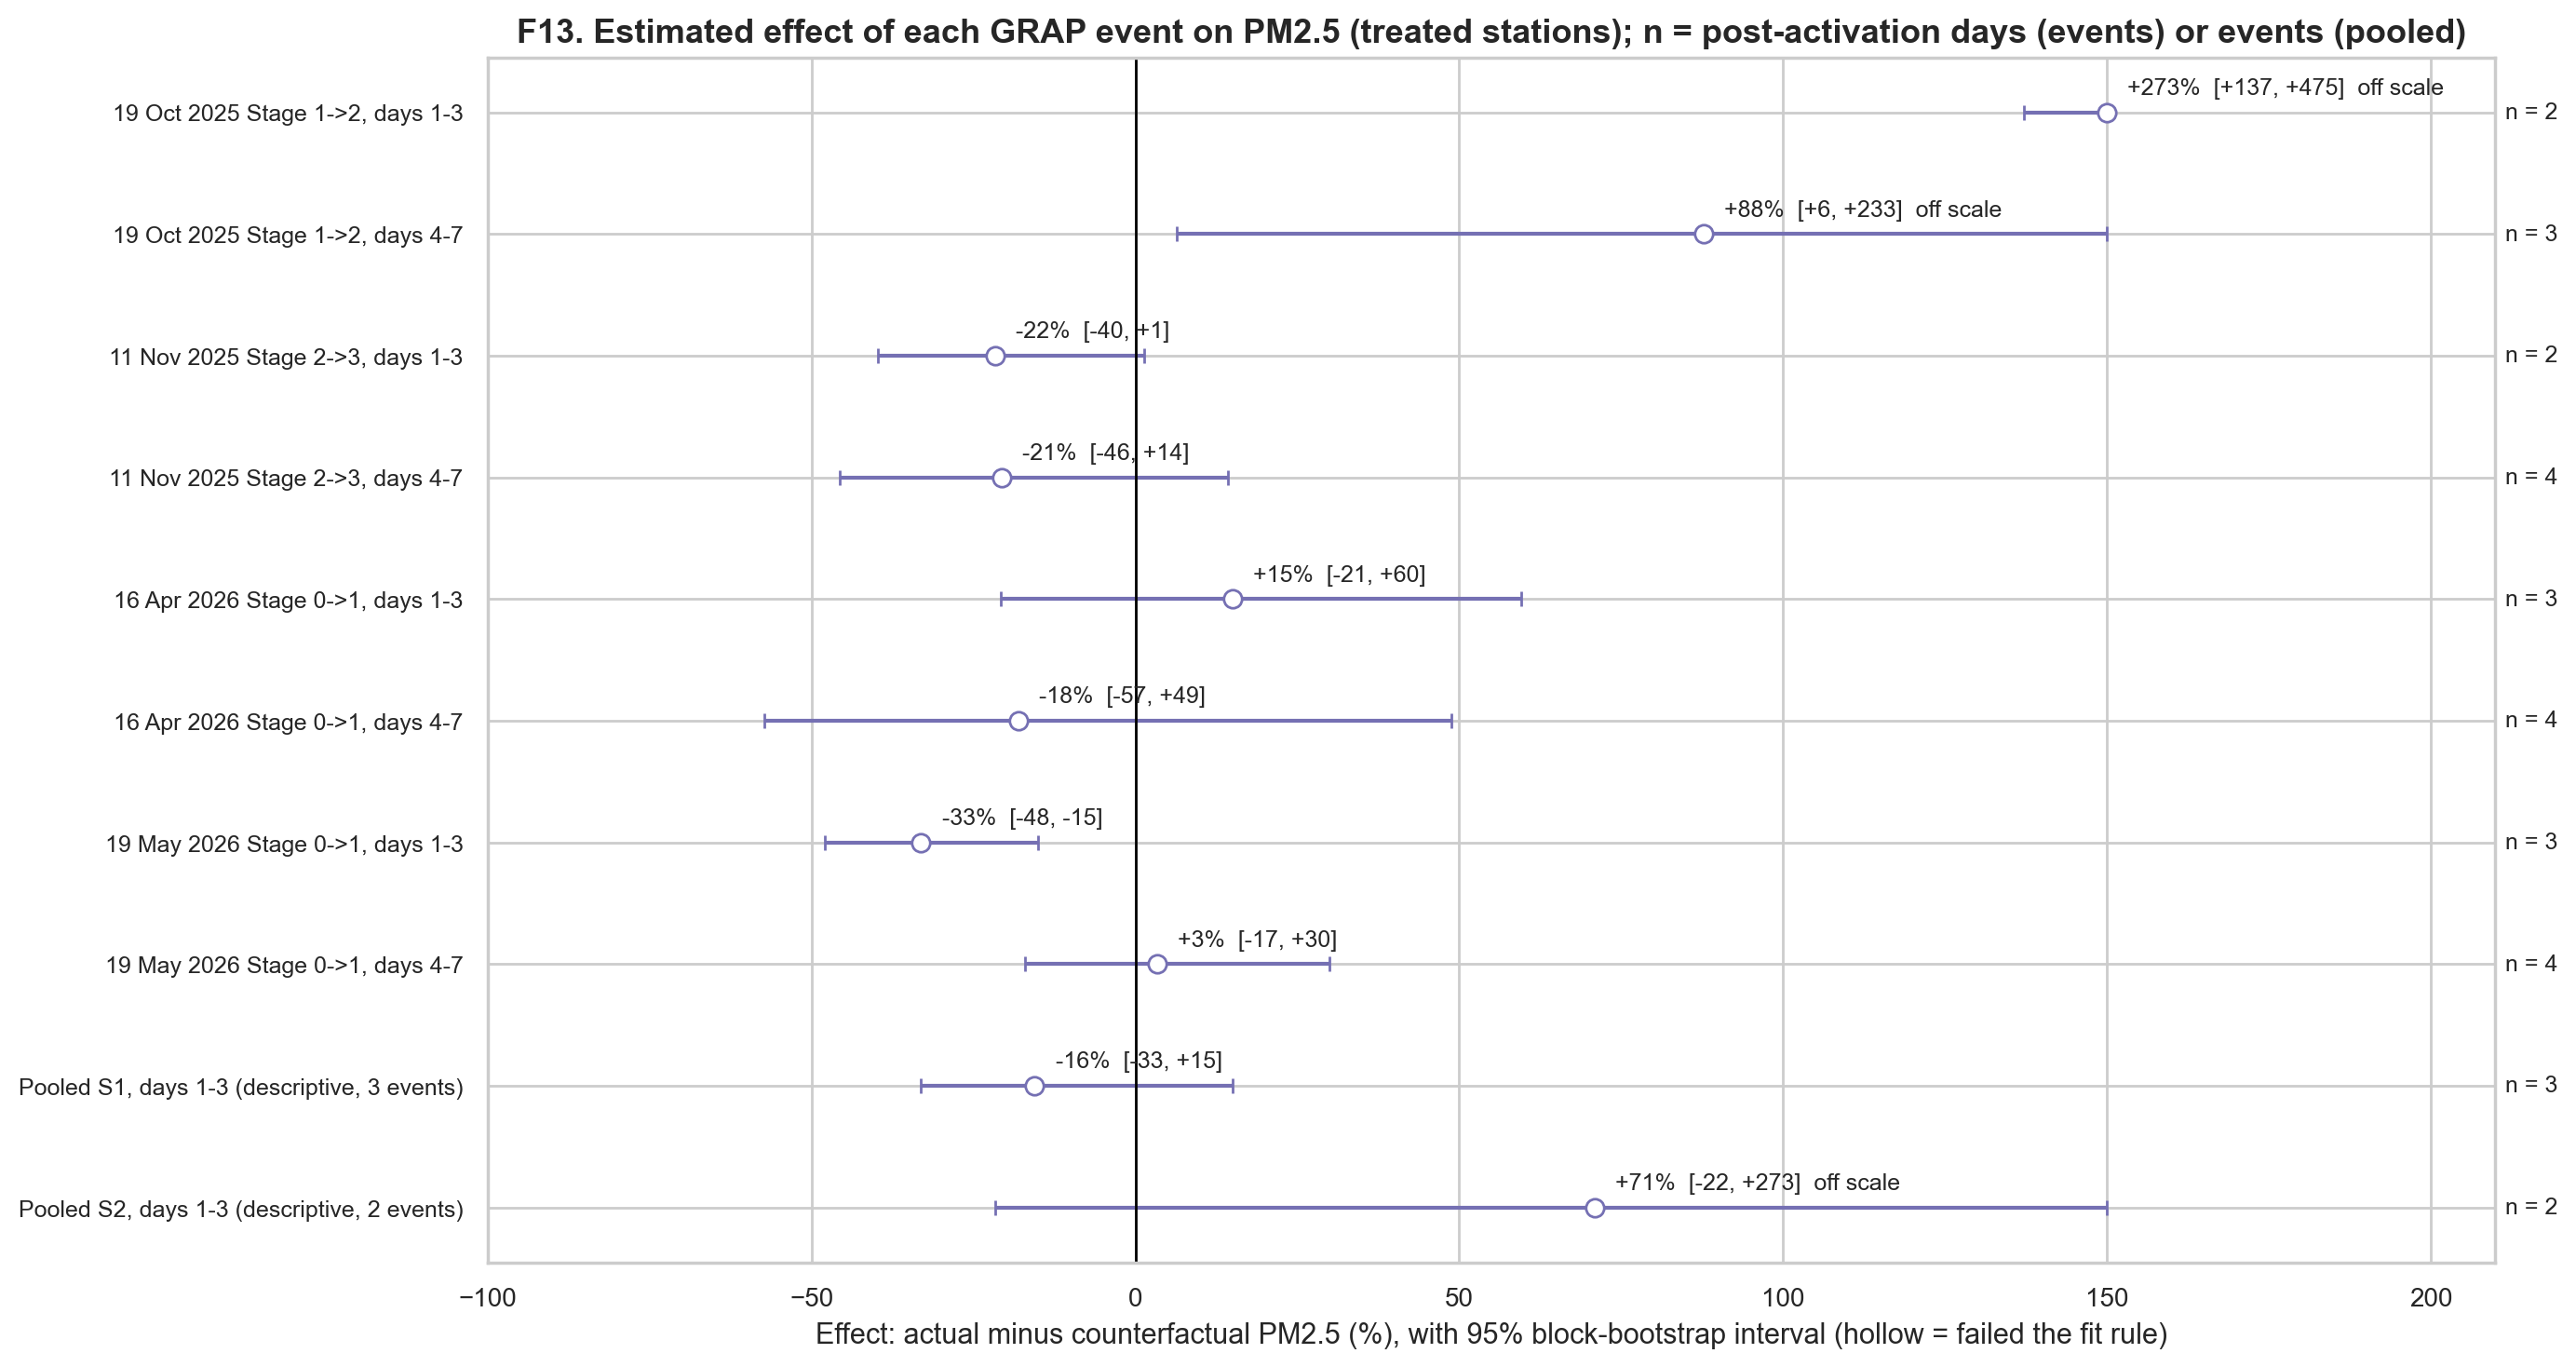 F13. Estimated effect of each GRAP event on PM2.5 (treated stations); n = post-activation days (events) or events (pooled)
19 Oct 2025 Stage 1->2, days 1-3
+273%  [+137, +475]  off scale
n = 2
19 Oct 2025 Stage 1->2, days 4-7
+88%  [+6, +233]  off scale
n = 3
11 Nov 2025 Stage 2->3, days 1-3
-22%  [-40, +1]
n = 2
11 Nov 2025 Stage 2->3, days 4-7
-21%  [-46, +14]
n = 4
16 Apr 2026 Stage 0->1, days 1-3
+15%  [-21, +60]
n = 3
16 Apr 2026 Stage 0->1, days 4-7
-18%  [-57, +49]
n = 4
19 May 2026 Stage 0->1, days 1-3
-33%  [-48, -15]
n = 3
19 May 2026 Stage 0->1, days 4-7
+3%  [-17, +30]
n = 4
Pooled S1, days 1-3 (descriptive, 3 events)
-16%  [-33, +15]
n = 3
Pooled S2, days 1-3 (descriptive, 2 events)
+71%  [-22, +273]  off scale
n = 2
−100 −50 0 50 100 150 200
Effect: actual minus counterfactual PM2.5 (%), with 95% block-bootstrap interval (hollow = failed the fit rule)